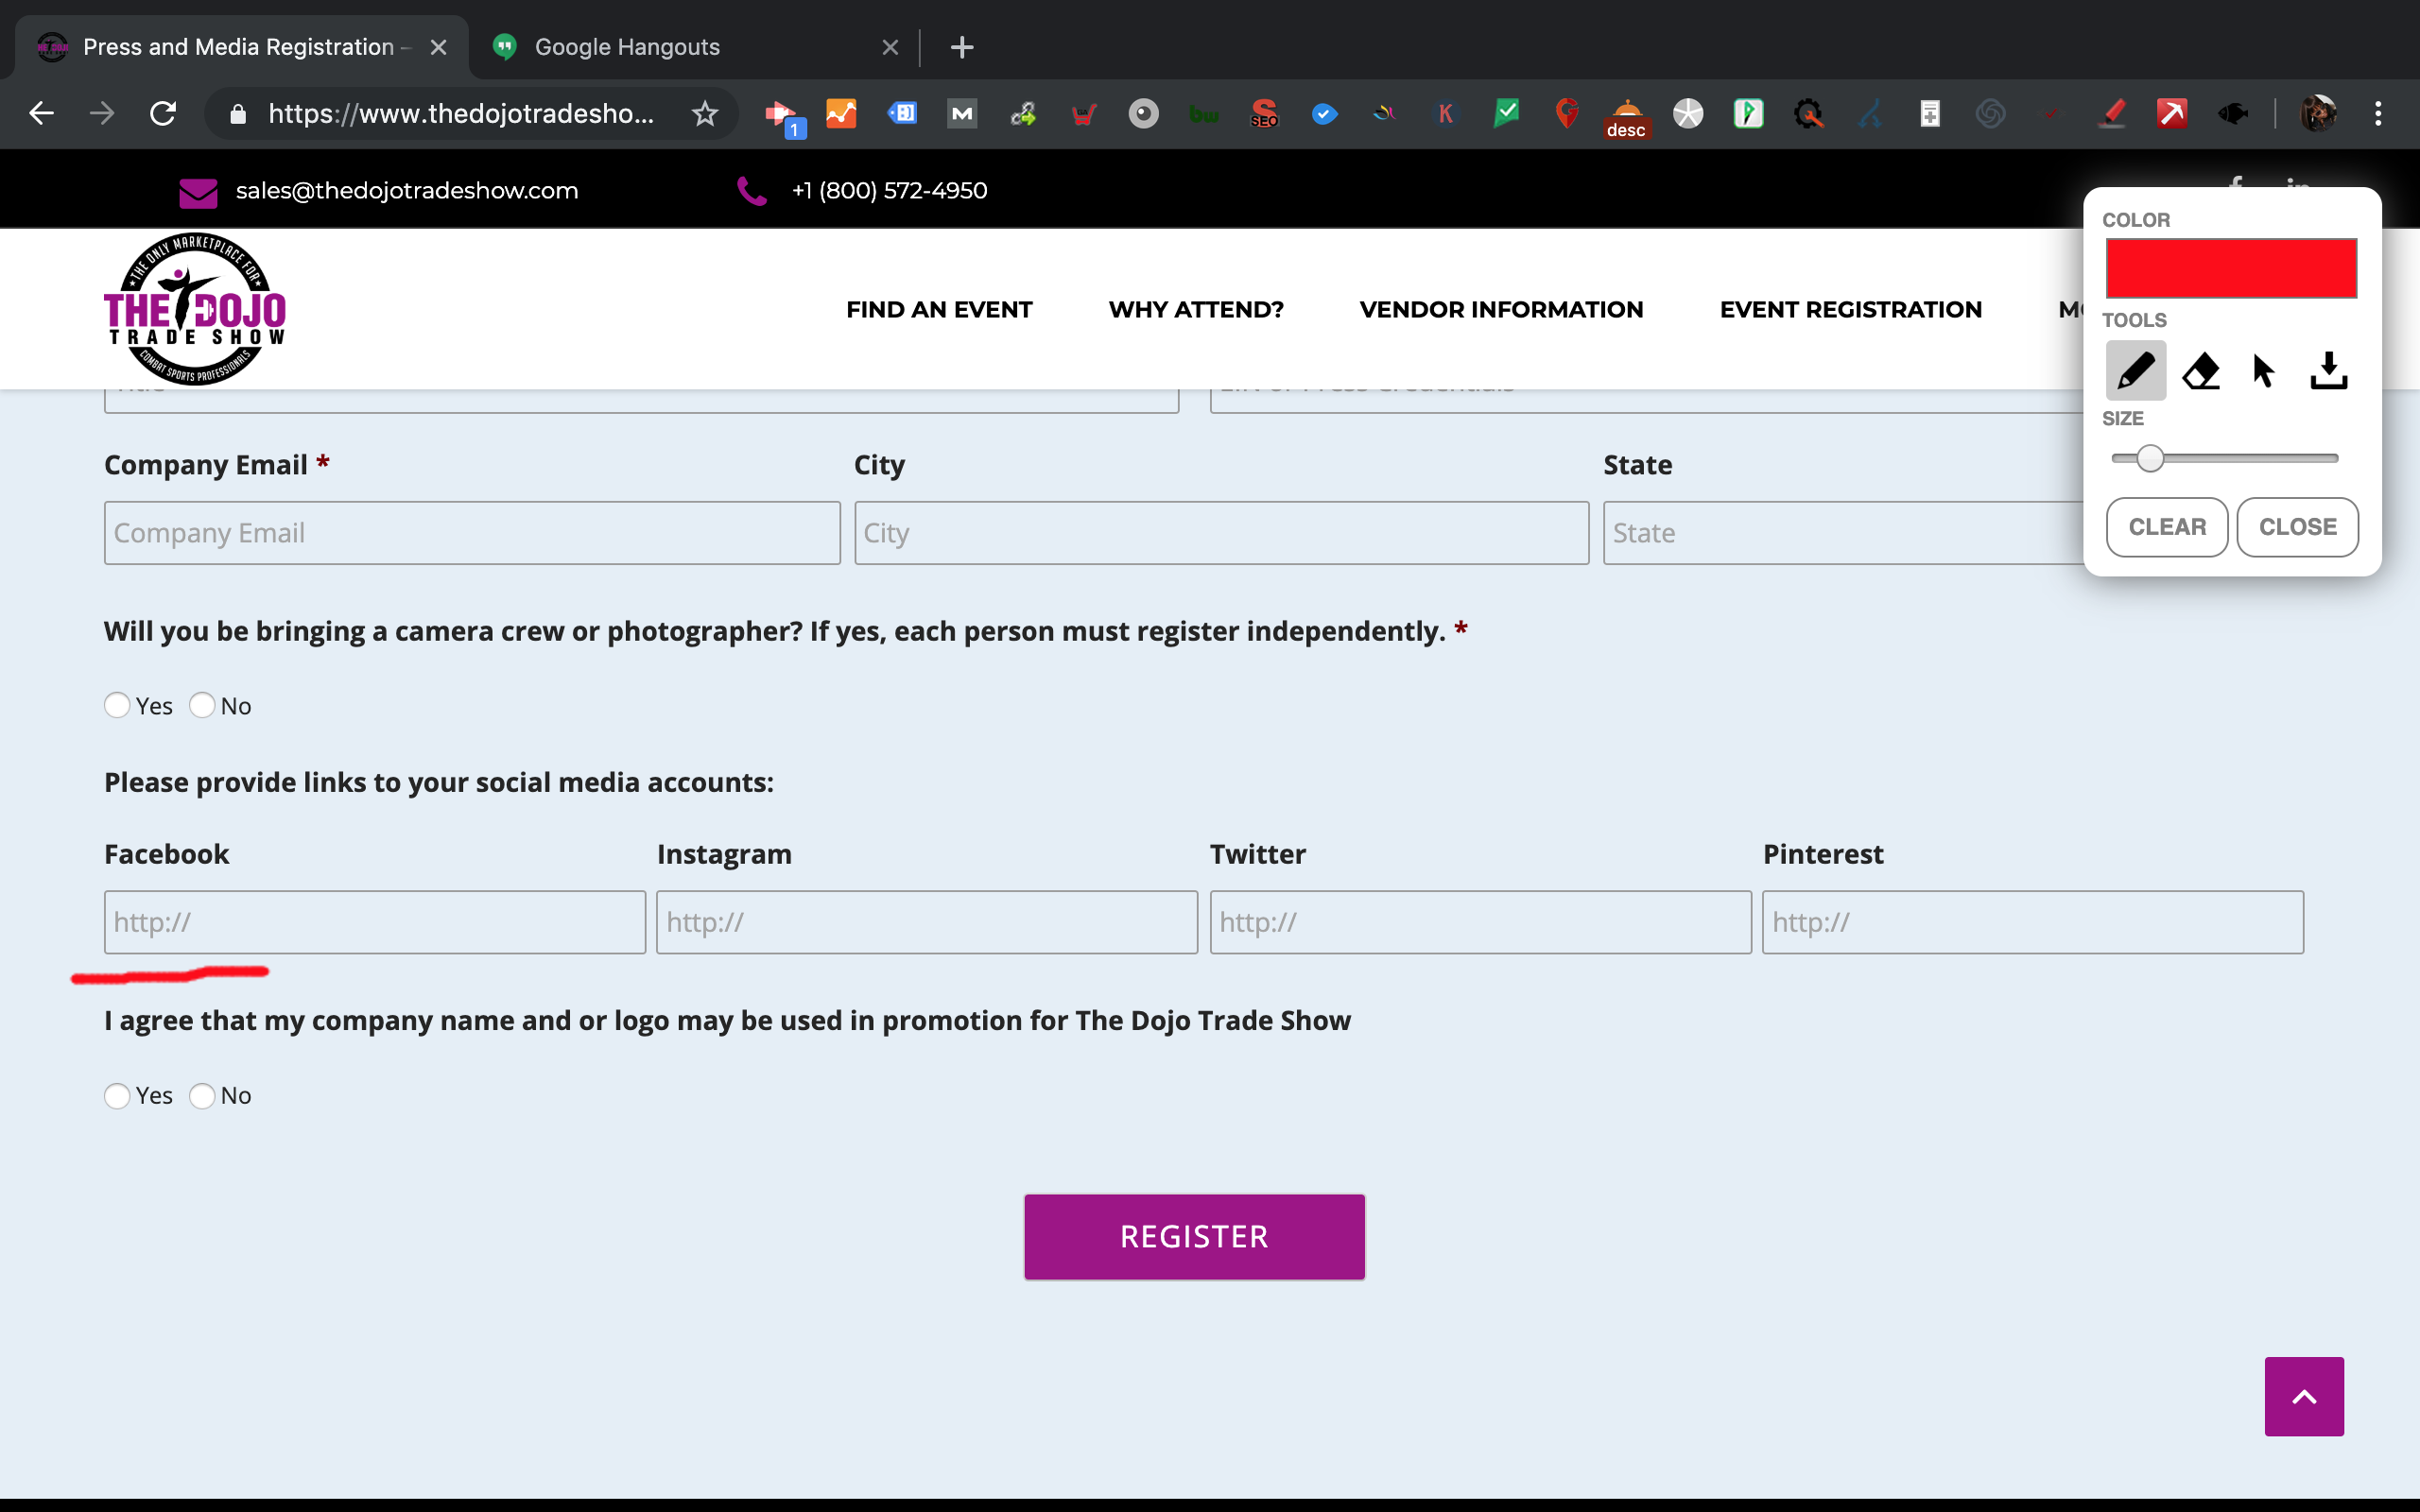 Press and Media Registration –
Google Hangouts
https://www.thedojotradesho...
1
SEO
bw
K
desc
sales@thedojotradeshow.com
+1 (800) 572-4950
THE ONLY MARKETPLACE FOR
THE DOJO
TRADE SHOW
COMBAT SPORTS PROFESSIONALS
FIND AN EVENT
WHY ATTEND?
VENDOR INFORMATION
EVENT REGISTRATION
COLOR
TOOLS
SIZE
CLEAR
CLOSE
Company Email *
City
State
Company Email
City
State
Will you be bringing a camera crew or photographer? If yes, each person must register independently. *
Yes No
Please provide links to your social media accounts:
Facebook
Instagram
Twitter
Pinterest
http://
http://
http://
http://
I agree that my company name and or logo may be used in promotion for The Dojo Trade Show
Yes No
REGISTER